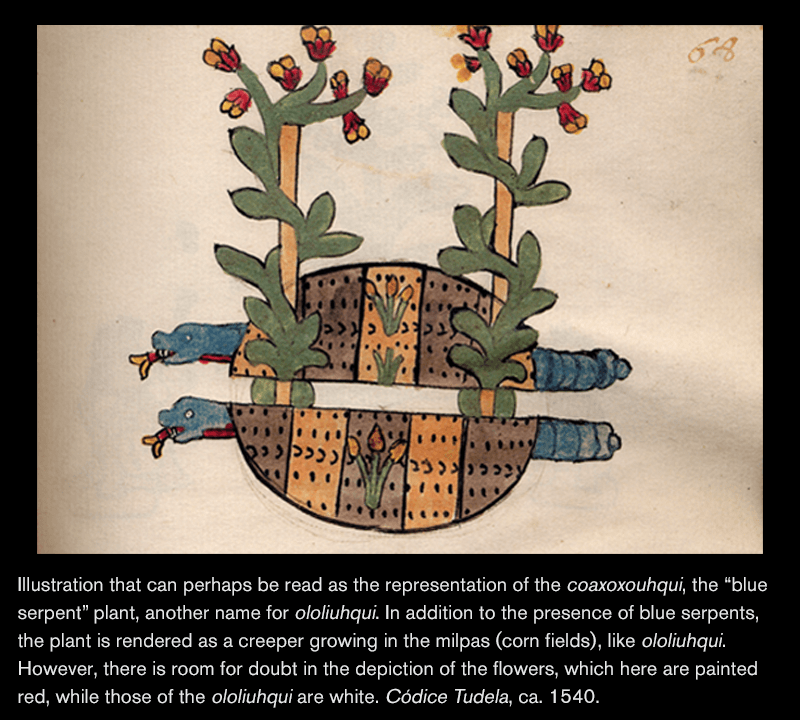 68
Illustration that can perhaps be read as the representation of the coaxoxouhqui, the “blue
serpent” plant, another name for ololiuhqui. In addition to the presence of blue serpents,
the plant is rendered as a creeper growing in the milpas (corn fields), like ololiuhqui.
However, there is room for doubt in the depiction of the flowers, which here are painted
red, while those of the ololiuhqui are white. Códice Tudela, ca. 1540.